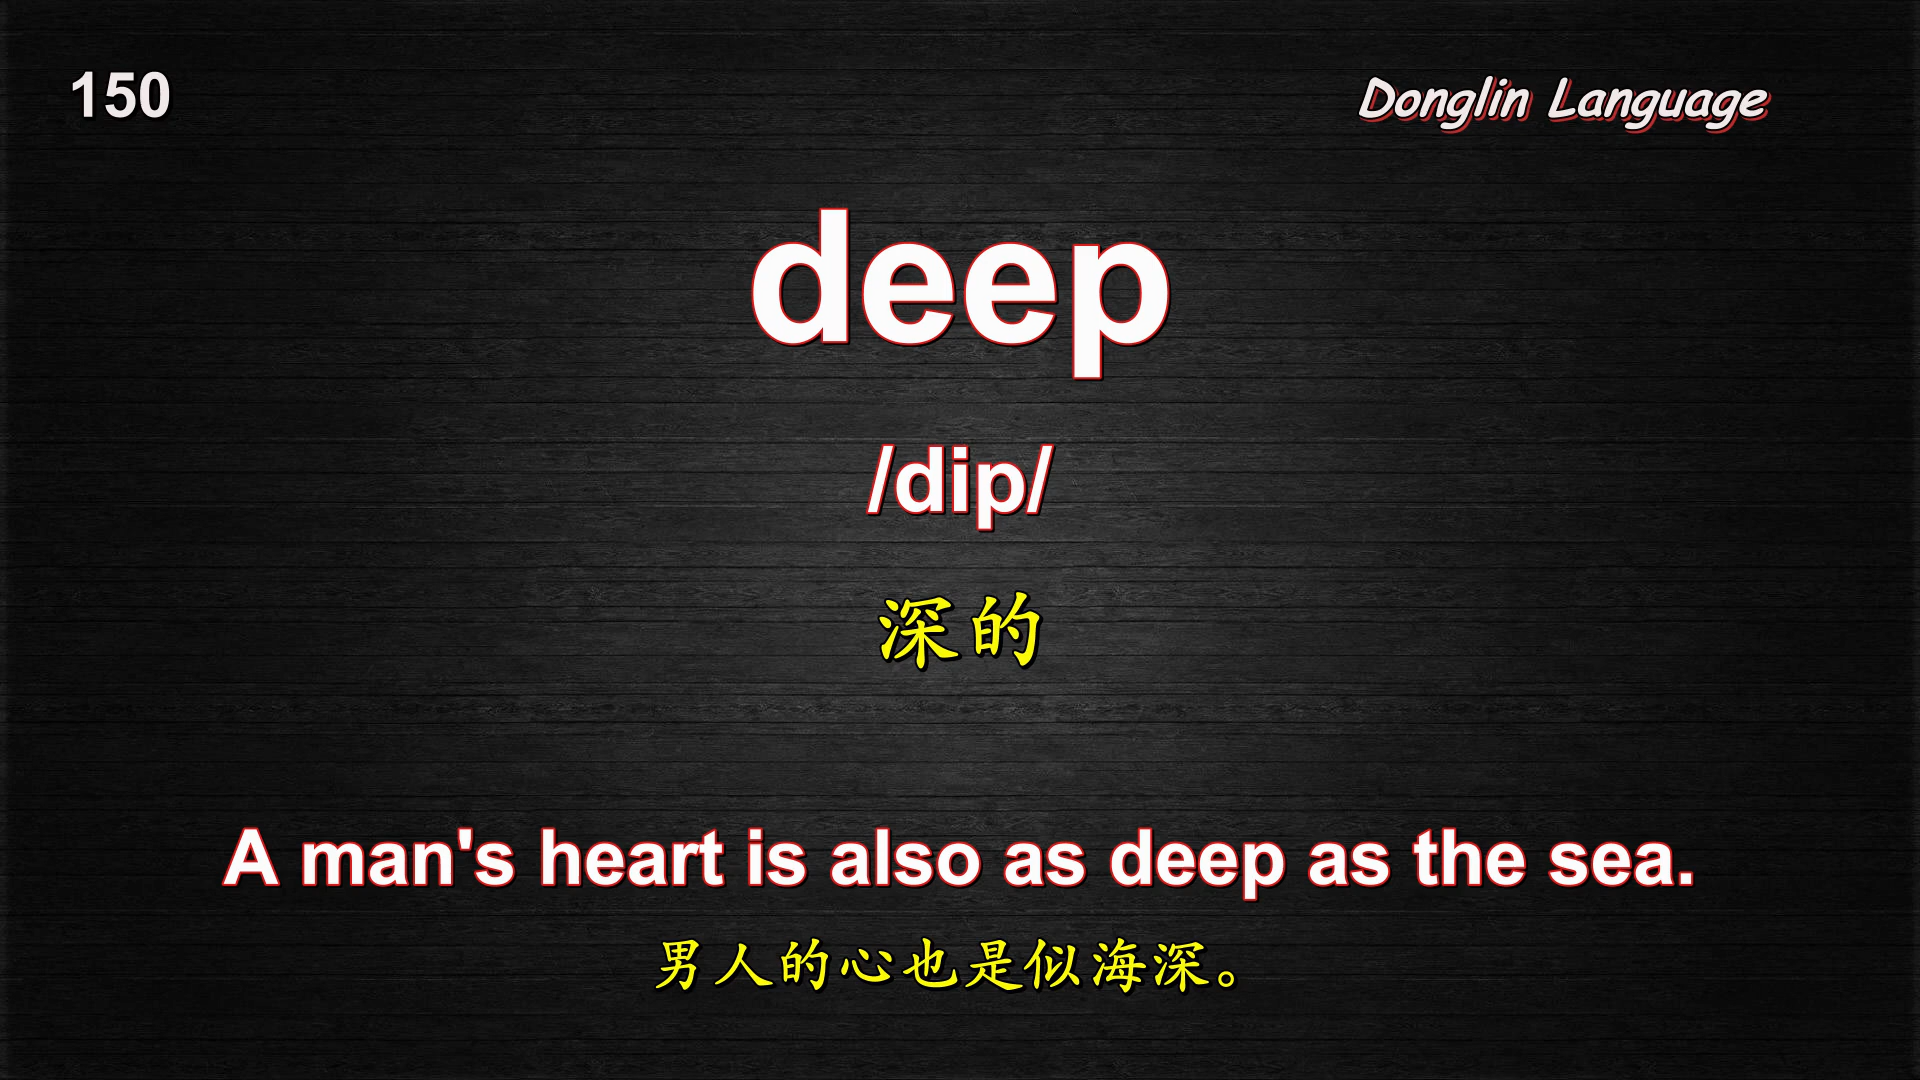 150
Donglin Language
deep
/dip/
深的
A man's heart is also as deep as the sea.
男人的心也是似海深。